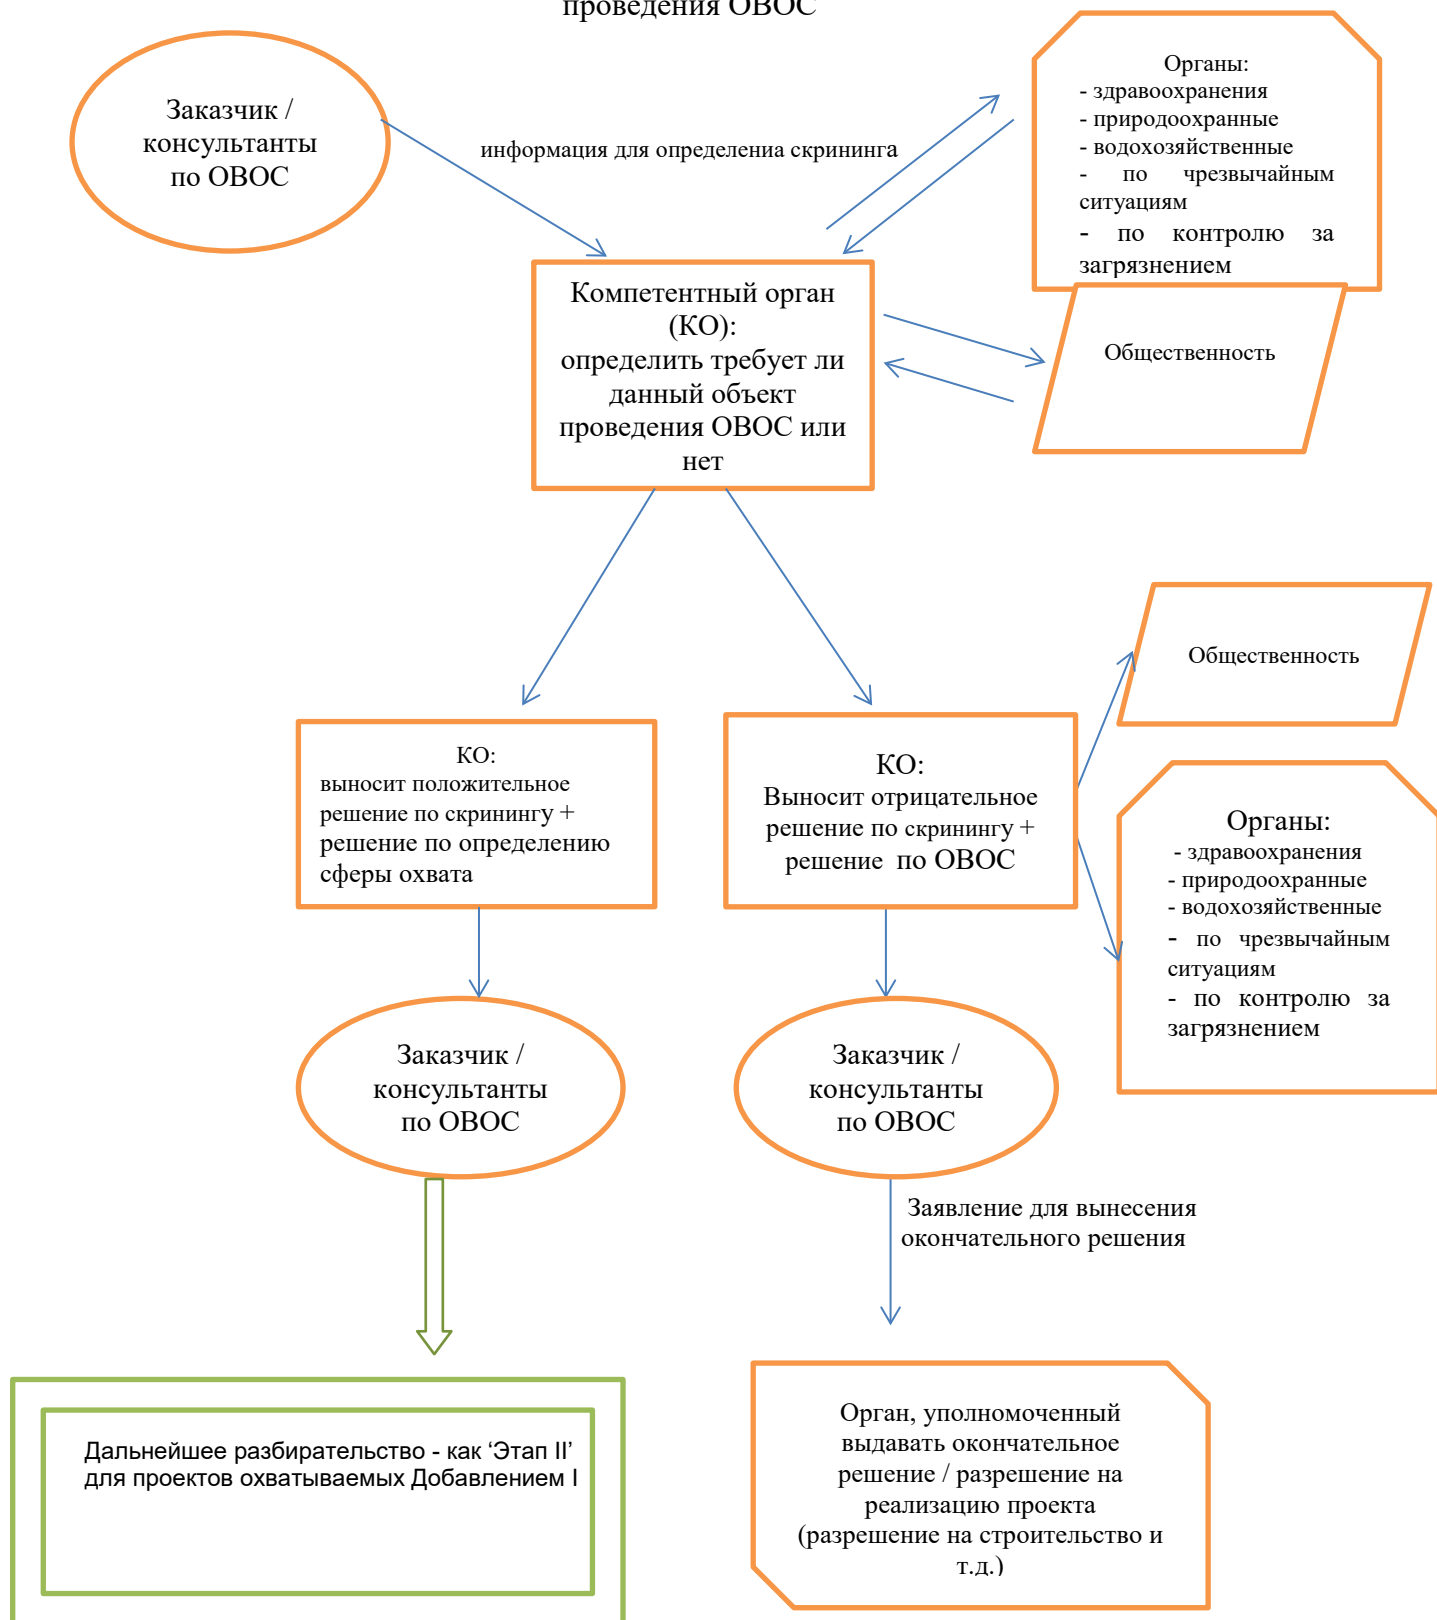 проведения ОВОС
Заказчик /
консультанты
по ОВОС
информация для определениа скрининга
Органы:
- здравоохранения
- природоохранные
- водохозяйственные
- по чрезвычайным
ситуациям
- по контролю за
загрязнением
Компетентный орган
(КО):
определить требует ли
данный объект
проведения ОВОС или
нет
Общественность
Общественность
КО:
выносит положительное
решение по скринингу +
решение по определению
сферы охвата
КО:
Выносит отрицательное
решение по скринингу +
решение по ОВОС
Органы:
- здравоохранения
- природоохранные
- водохозяйственные
- по чрезвычайным
ситуациям
- по контролю за
загрязнением
Заказчик /
консультанты
по ОВОС
Заказчик /
консультанты
по ОВОС
Заявление для вынесения
окончательного решения
Дальнейшее разбирательство - как ‘Этап II’
для проектов охватываемых Добавлением I
Орган, уполномоченный
выдавать окончательное
решение / разрешение на
реализацию проекта
(разрешение на строительство и
т.д.)